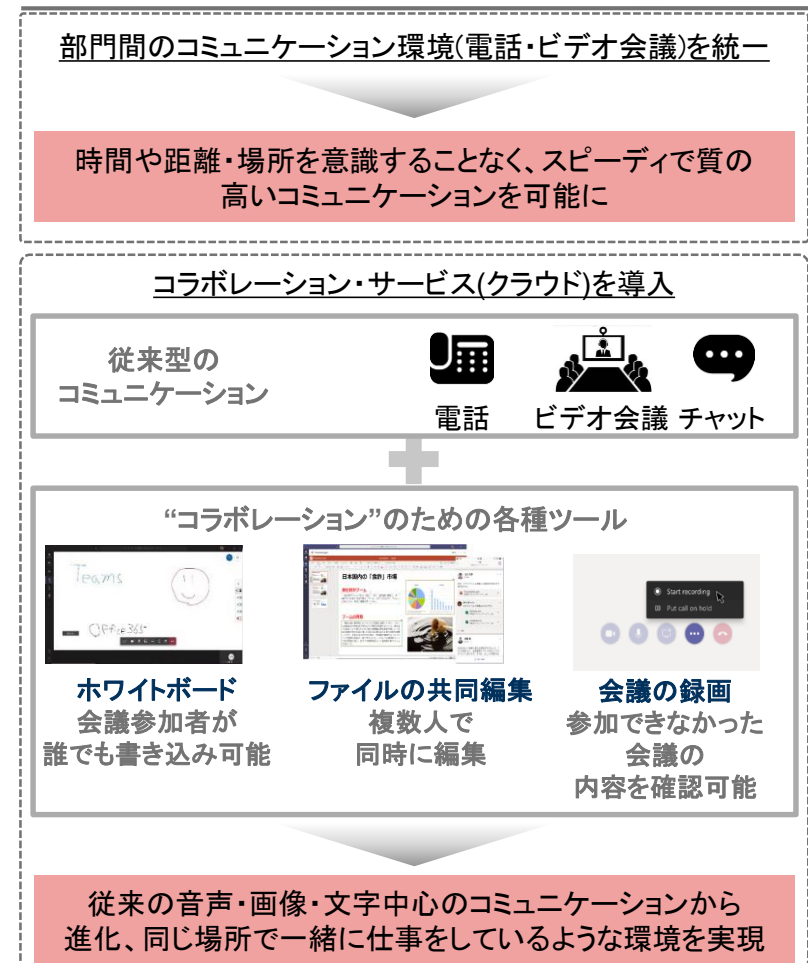 部門間のコミュニケーション環境(電話・ビデオ会議)を統一
時間や距離・場所を意識することなく、スピーディで質の
高いコミュニケーションを可能に
コラボレーション・サービス(クラウド)を導入
従来型の
コミュニケーション
電話 ビデオ会議 チャット
“コラボレーション”のための各種ツール
Teams
Office365
日本国内の「食酢」市場
Start recording
Put call on hold
ホワイトボード
会議参加者が
誰でも書き込み可能
ファイルの共同編集
複数人で
同時に編集
会議の録画
参加できなかった
会議の
内容を確認可能
従来の音声・画像・文字中心のコミュニケーションから
進化、同じ場所で一緒に仕事をしているような環境を実現